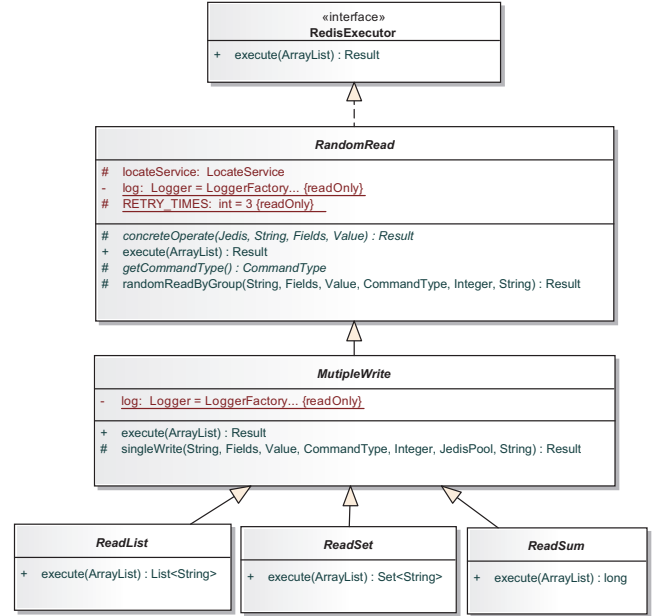 «interface»
RedisExecutor
+ execute(ArrayList) : Result
RandomRead
# locateService: LocateService
- log: Logger = LoggerFactory... {readOnly}
# RETRY_TIMES: int = 3 {readOnly}
# concreteOperate(Jedis, String, Fields, Value) : Result
+ execute(ArrayList) : Result
# getCommandType() : CommandType
# randomReadByGroup(String, Fields, Value, CommandType, Integer, String) : Result
MutipleWrite
- log: Logger = LoggerFactory... {readOnly}
+ execute(ArrayList) : Result
# singleWrite(String, Fields, Value, CommandType, Integer, JedisPool, String) : Result
ReadList
+ execute(ArrayList) : List<String>
ReadSet
+ execute(ArrayList) : Set<String>
ReadSum
+ execute(ArrayList) : long